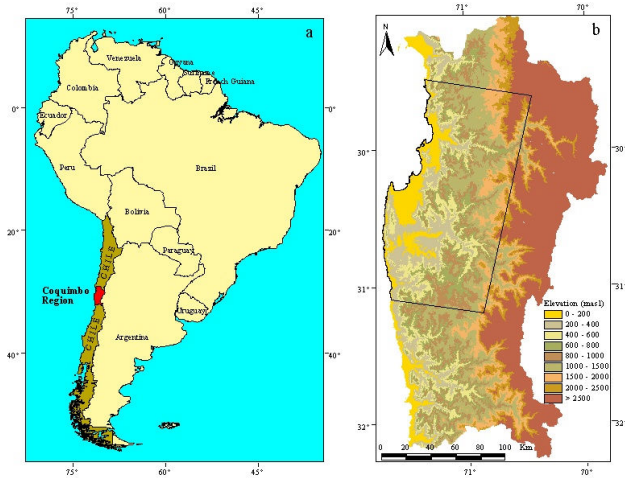 75°
60°
45°
a
Venezuela
Guyana
Suriname
French Guiana
Colombia
0°
0°
Ecuador
Peru
Brazil
Bolivia
20°
20°
Paraguay
CHILE
Coquimbo
Region
Uruguay
CHILE
Argentina
40°
40°
75°
60°
45°
71°
70°
b
N
30°
30°
31°
31°
Elevation (masl)
0 - 200
200 - 400
400 - 600
600 - 800
800 - 1000
1000 - 1500
1500 - 2000
2000 - 2500
> 2500
32°
32°
0 20 40 60 80 100 Km
71°
70°